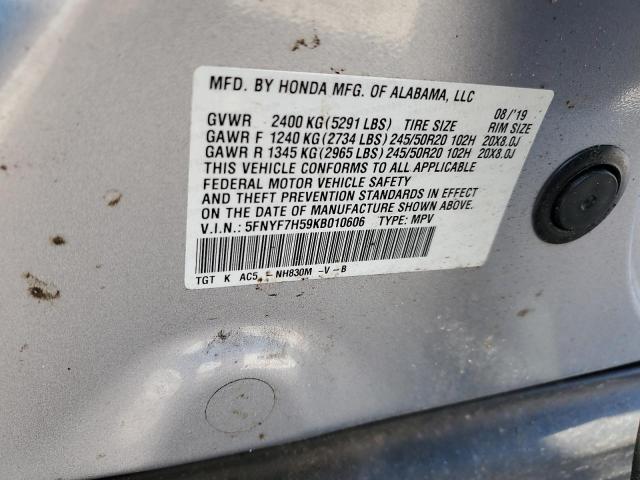 MFD. BY HONDA MFG. OF ALABAMA, LLC
08/'19
GVWR 2400 KG(5291 LBS) TIRE SIZE RIM SIZE
GAWR F 1240 KG(2734 LBS) 245/50R20 102H 20X8.0J
GAWR R 1345 KG(2965 LBS) 245/50R20 102H 20X8.0J
THIS VEHICLE CONFORMS TO ALL APPLICABLE
FEDERAL MOTOR VEHICLE SAFETY
AND THEFT PREVENTION STANDARDS IN EFFECT
ON THE DATE OF MANUFACTURE SHOWN ABOVE.
V.I.N.: 5FNYF7H59KB010606 TYPE: MPV
TGT K AC5 - NH830M -V-B